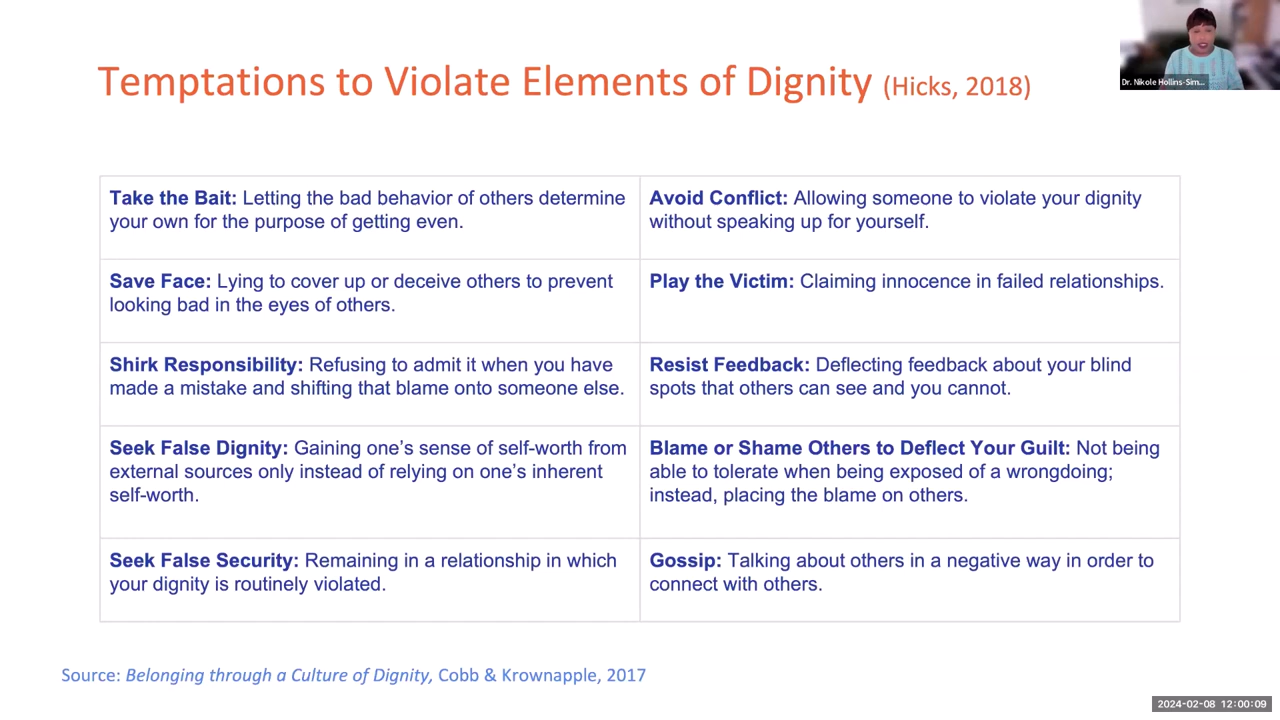 Temptations to Violate Elements of Dignity (Hicks, 2018)
Dr. Nikole Hollins-Sim...
Take the Bait: Letting the bad behavior of others determine
your own for the purpose of getting even.
Avoid Conflict: Allowing someone to violate your dignity
without speaking up for yourself.
Save Face: Lying to cover up or deceive others to prevent
looking bad in the eyes of others.
Play the Victim: Claiming innocence in failed relationships.
Shirk Responsibility: Refusing to admit it when you have
made a mistake and shifting that blame onto someone else.
Resist Feedback: Deflecting feedback about your blind
spots that others can see and you cannot.
Seek False Dignity: Gaining one’s sense of self-worth from
external sources only instead of relying on one’s inherent
self-worth.
Blame or Shame Others to Deflect Your Guilt: Not being
able to tolerate when being exposed of a wrongdoing;
instead, placing the blame on others.
Seek False Security: Remaining in a relationship in which
your dignity is routinely violated.
Gossip: Talking about others in a negative way in order to
connect with others.
Source: Belonging through a Culture of Dignity, Cobb & Krownapple, 2017
2024-02-08 12:00:09